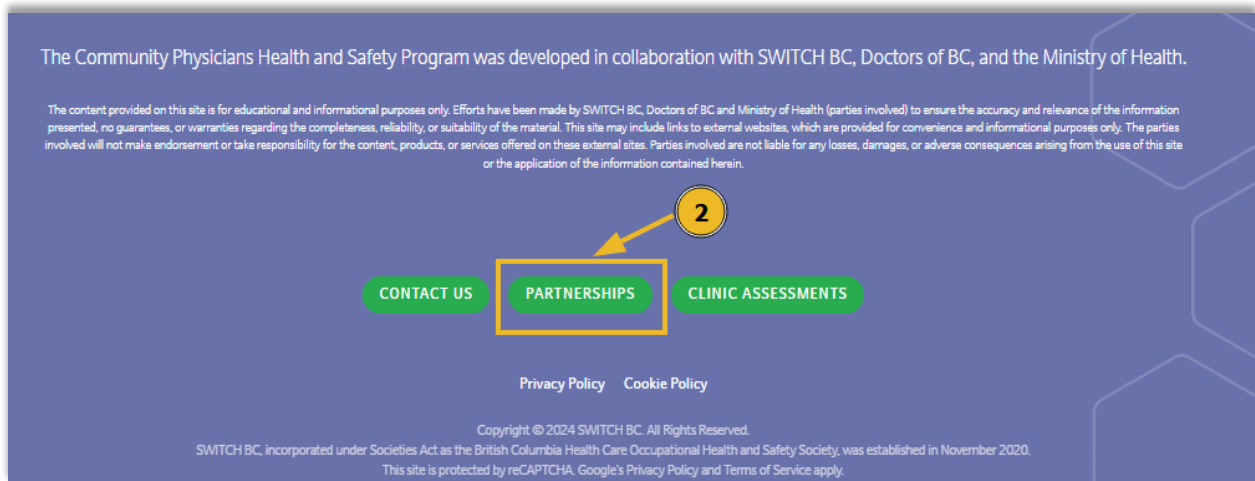 The Community Physicians Health and Safety Program was developed in collaboration with SWITCH BC, Doctors of BC, and the Ministry of Health.
The content provided on this site is for educational and informational purposes only. Efforts have been made by SWITCH BC, Doctors of BC and Ministry of Health (parties involved) to ensure the accuracy and relevance of the information
presented, no guarantees, or warranties regarding the completeness, reliability, or suitability of the material. This site may include links to external websites, which are provided for convenience and informational purposes only. The parties
involved will not make endorsement or take responsibility for the content, products, or services offered on these external sites. Parties involved are not liable for any losses, damages, or adverse consequences arising from the use of this site
or the application of the information contained herein.
2
CONTACT US PARTNERSHIPS CLINIC ASSESSMENTS
Privacy Policy Cookie Policy
Copyright © 2024 SWITCH BC. All Rights Reserved.
SWITCH BC, incorporated under Societies Act as the British Columbia Health Care Occupational Health and Safety Society, was established in November 2020.
This site is protected by reCAPTCHA. Google's Privacy Policy and Terms of Service apply.